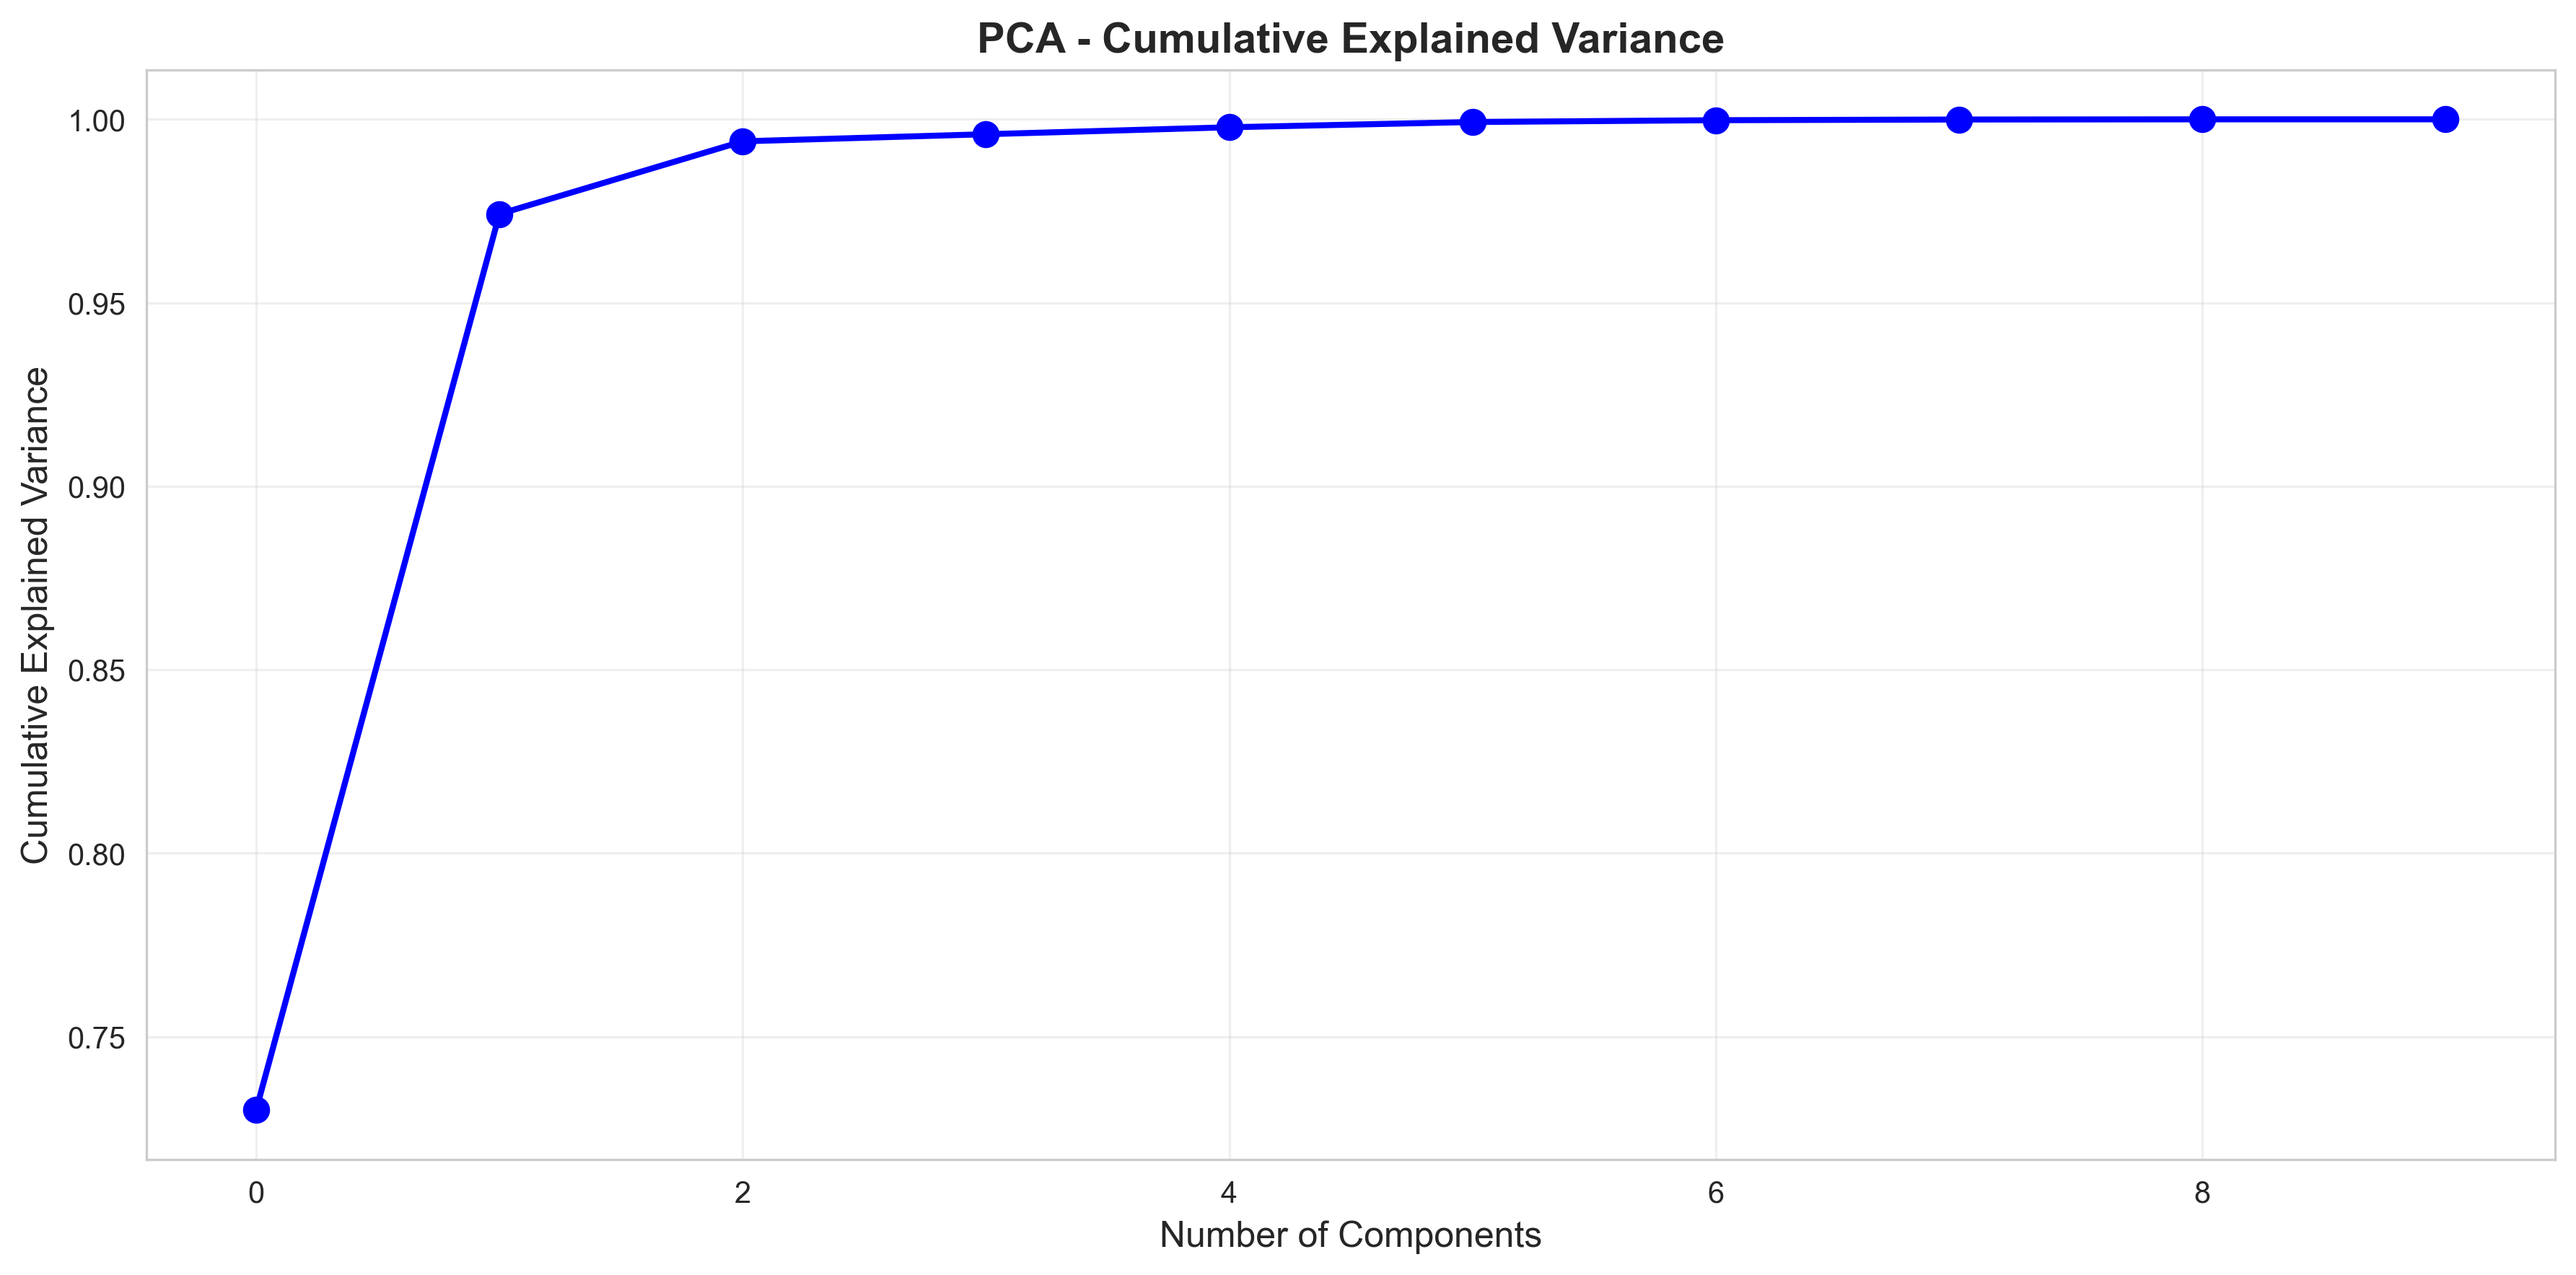 PCA - Cumulative Explained Variance
Cumulative Explained Variance
1.00
0.95
0.90
0.85
0.80
0.75
0 2 4 6 8
Number of Components